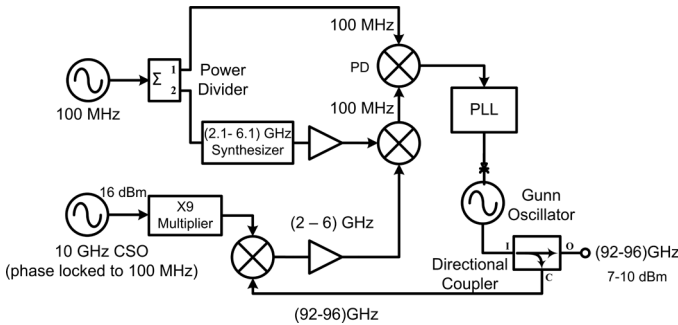 100 MHz
100 MHz
Σ
1
2
Power
Divider
PD
100 MHz
PLL
(2.1- 6.1) GHz
Synthesizer
16 dBm
X9
Multiplier
10 GHz CSO
(phase locked to 100 MHz)
(2 – 6) GHz
Gunn
Oscillator
I
O
C
Directional
Coupler
(92-96)GHz
7-10 dBm
(92-96)GHz